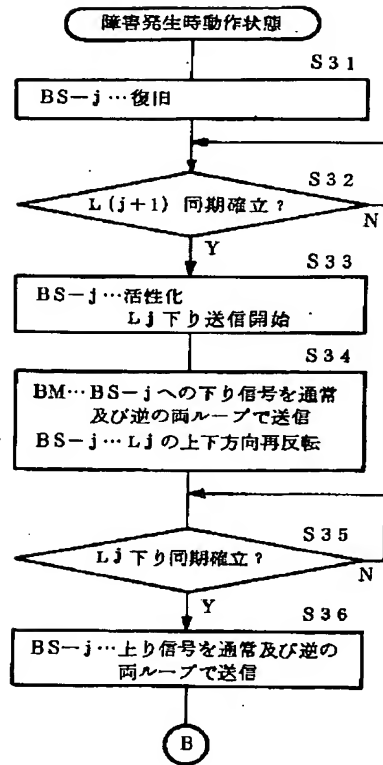 障害発生時動作状態
S31
BS-j…復旧
S32
L(j+1) 同期確立?
N
Y
S33
BS-j…活性化
Lj下り送信開始
S34
BM…BS-jへの下り信号を通常
及び逆の両ループで送信
BS-j…Ljの上下方向再反転
S35
Lj下り同期確立?
N
Y
S36
BS-j…上り信号を通常及び逆の
両ループで送信
B